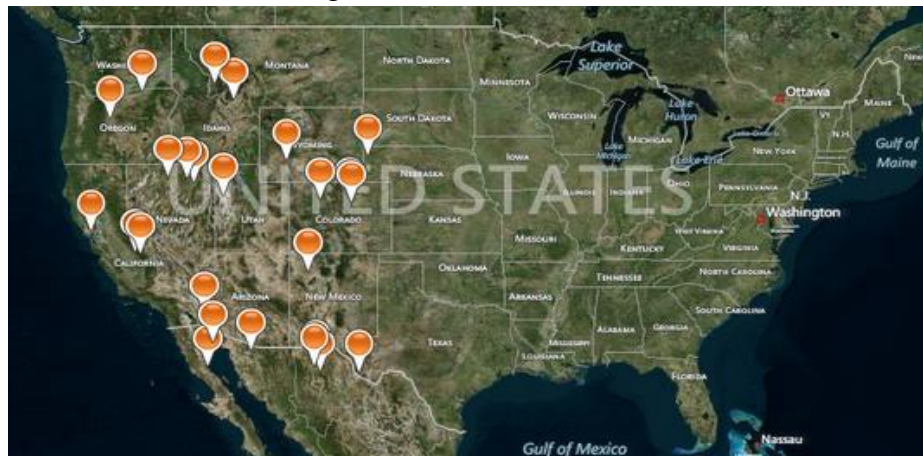 Lake
Superior
WASHI
MONTANA
NORTH DAKOTA
MINNESOTA
Ottawa
MAINE
OREGON
IDAHO
SOUTH DAKOTA
WISCONSIN
Lake
Huron
VT.
N.H.
MICHIGAN
Lake
Michigan
NEW YORK
Gulf of
Maine
WYOMING
IOWA
Lake Erie
NEBRASKA
UNITED STATES
ILLINOIS
INDIANA
OHIO
PENNSYLVANIA
N.J.
NEVADA
UTAH
COLORADO
KANSAS
MISSOURI
WEST VIRGINIA
Washington
KENTUCKY
VIRGINIA
CALIFORNIA
OKLAHOMA
TENNESSEE
NORTH CAROLINA
ARIZONA
NEW MEXICO
ARKANSAS
SOUTH CAROLINA
TEXAS
MISSISSIPPI
ALABAMA
GEORGIA
LOUISIANA
FLORIDA
Gulf of Mexico
Nassau